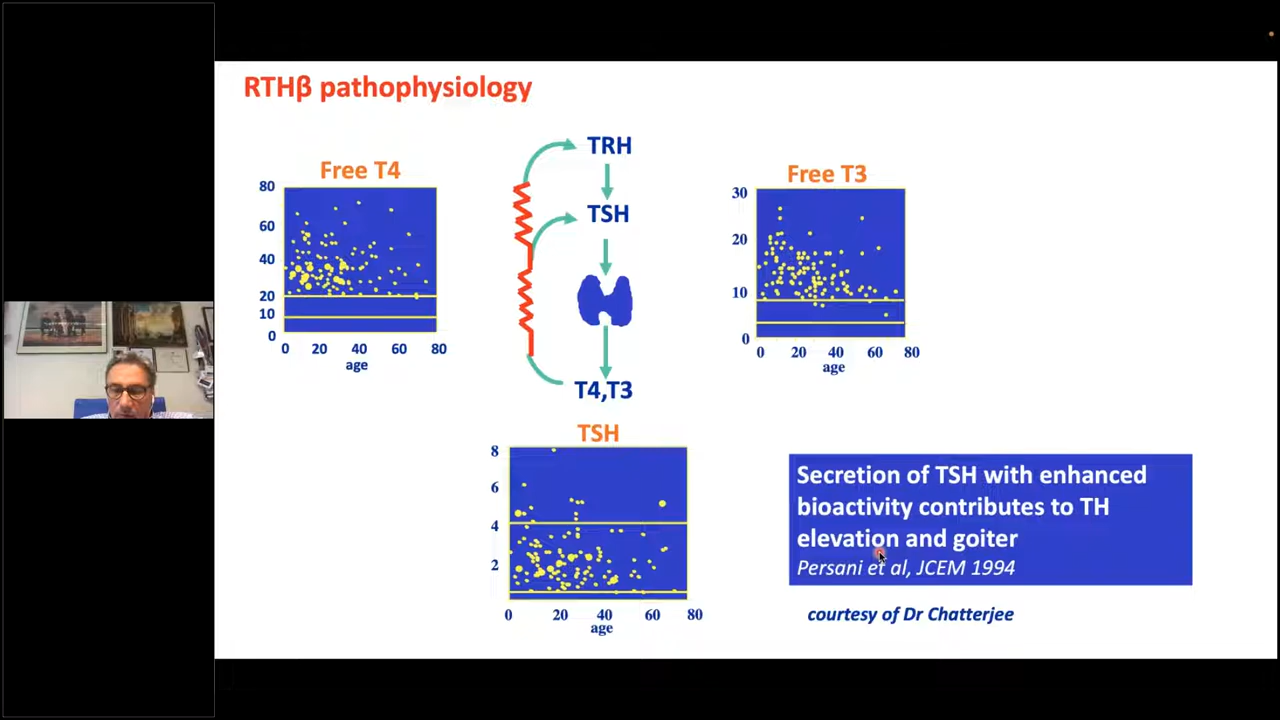 RTHβ pathophysiology
Free T4
80
60
40
20
10
0
0 20 40 60 80
age
TRH
TSH
T4,T3
Free T3
30
20
10
0
0 20 40 60 80
age
TSH
8
6
4
2
0 20 40 60 80
age
Secretion of TSH with enhanced
bioactivity contributes to TH
elevation and goiter
Persani et al, JCEM 1994
courtesy of Dr Chatterjee